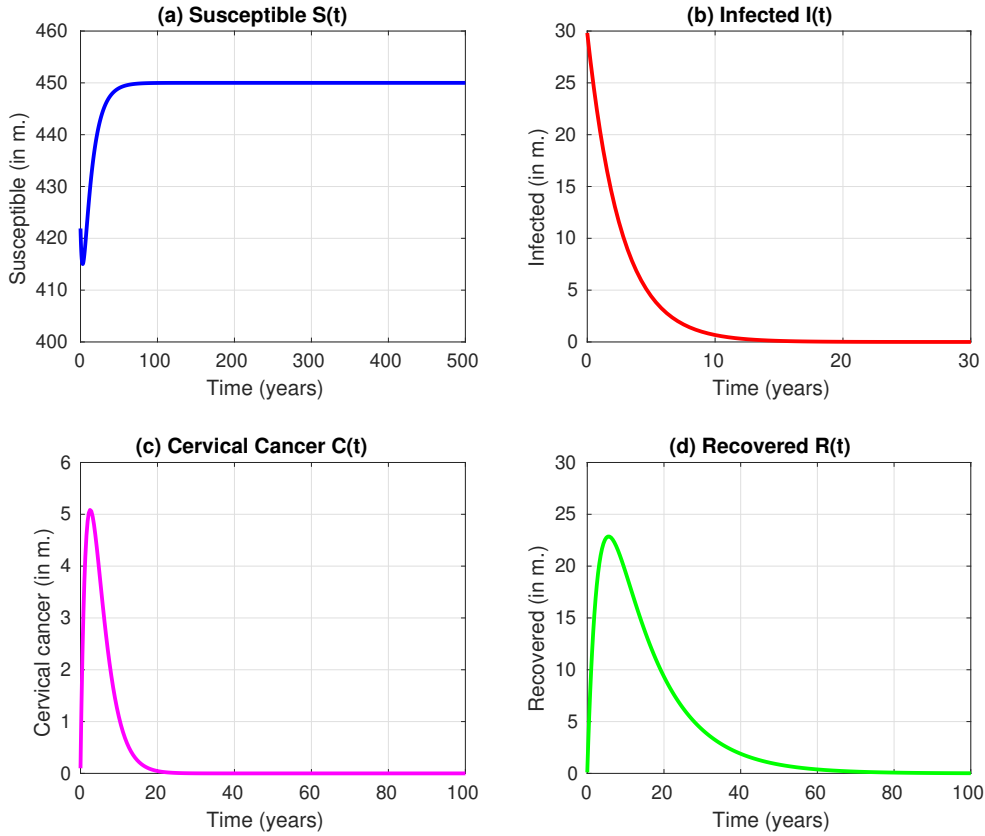 (a) Susceptible S(t)
Susceptible (in m.)
460
450
440
430
420
410
400
0 100 200 300 400 500
Time (years)
(b) Infected I(t)
Infected (in m.)
30
25
20
15
10
5
0
0 10 20 30
Time (years)
(c) Cervical Cancer C(t)
Cervical cancer (in m.)
6
5
4
3
2
1
0
0 20 40 60 80 100
Time (years)
(d) Recovered R(t)
Recovered (in m.)
30
25
20
15
10
5
0
0 20 40 60 80 100
Time (years)